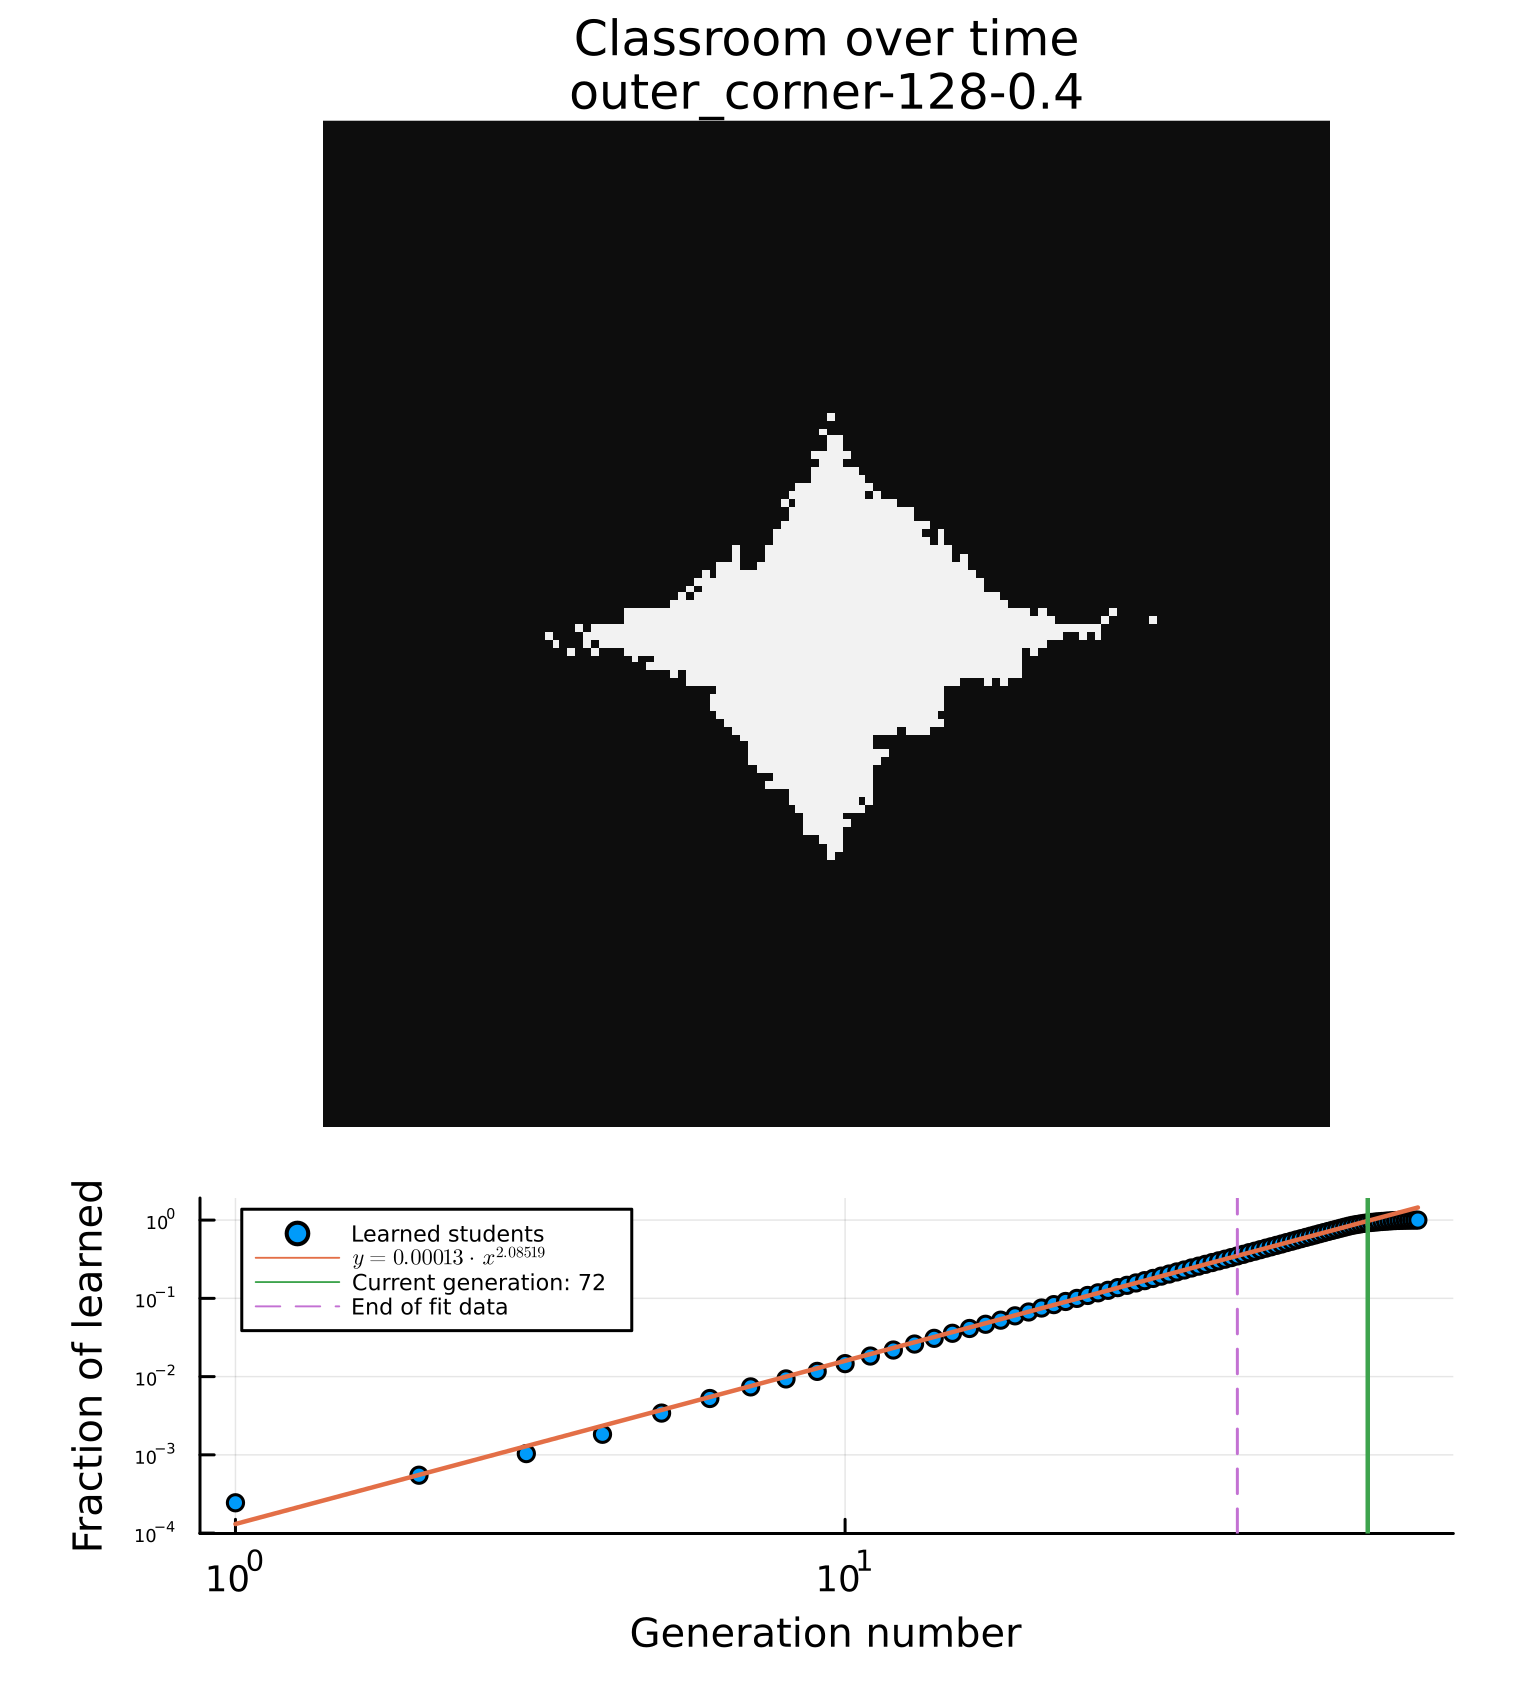 Classroom over time
outer_corner-128-0.4
Fraction of learned
10^0
10^-1
10^-2
10^-3
10^-4
Learned students
y = 0.00013 · x^2.08519
Current generation: 72
End of fit data
10^0
10^1
Generation number